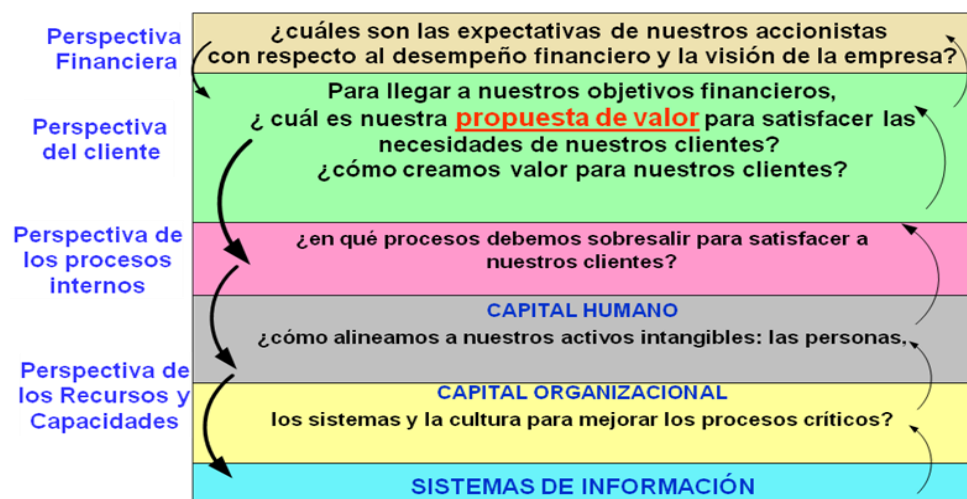 Perspectiva
Financiera
¿cuáles son las expectativas de nuestros accionistas
con respecto al desempeño financiero y la visión de la empresa?
Perspectiva
del cliente
Para llegar a nuestros objetivos financieros,
¿ cuál es nuestra propuesta de valor para satisfacer las
necesidades de nuestros clientes?
¿cómo creamos valor para nuestros clientes?
Perspectiva de
los procesos
internos
¿en qué procesos debemos sobresalir para satisfacer a
nuestros clientes?
Perspectiva de
los Recursos y
Capacidades
CAPITAL HUMANO
¿cómo alineamos a nuestros activos intangibles: las personas,
CAPITAL ORGANIZACIONAL
los sistemas y la cultura para mejorar los procesos críticos?
SISTEMAS DE INFORMACIÓN